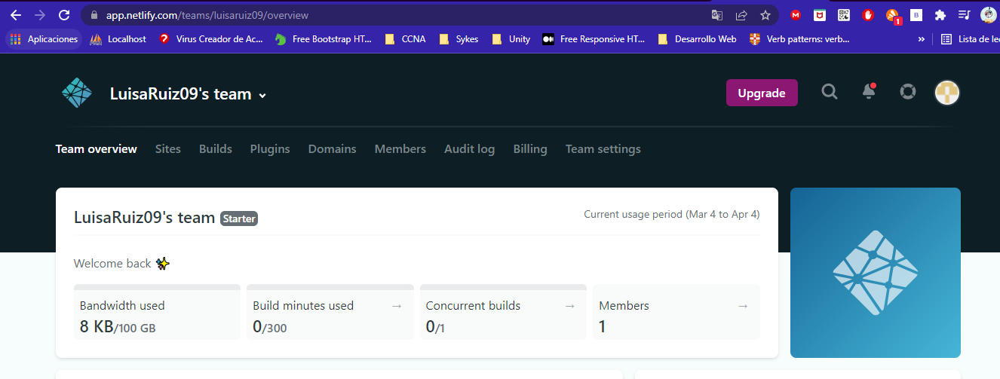 app.netlify.com/teams/luisaruiz09/overview
1
B
Aplicaciones Localhost Virus Creador de Ac... Free Bootstrap HT... CCNA Sykes Unity Free Responsive HT... Desarrollo Web Verb patterns: verb... » Lista de le
LuisaRuiz09's team
Upgrade
Team overview Sites Builds Plugins Domains Members Audit log Billing Team settings
LuisaRuiz09's team Starter
Current usage period (Mar 4 to Apr 4)
Welcome back ✨
Bandwidth used
8 KB/100 GB
Build minutes used →
0/300
Concurrent builds →
0/1
Members →
1